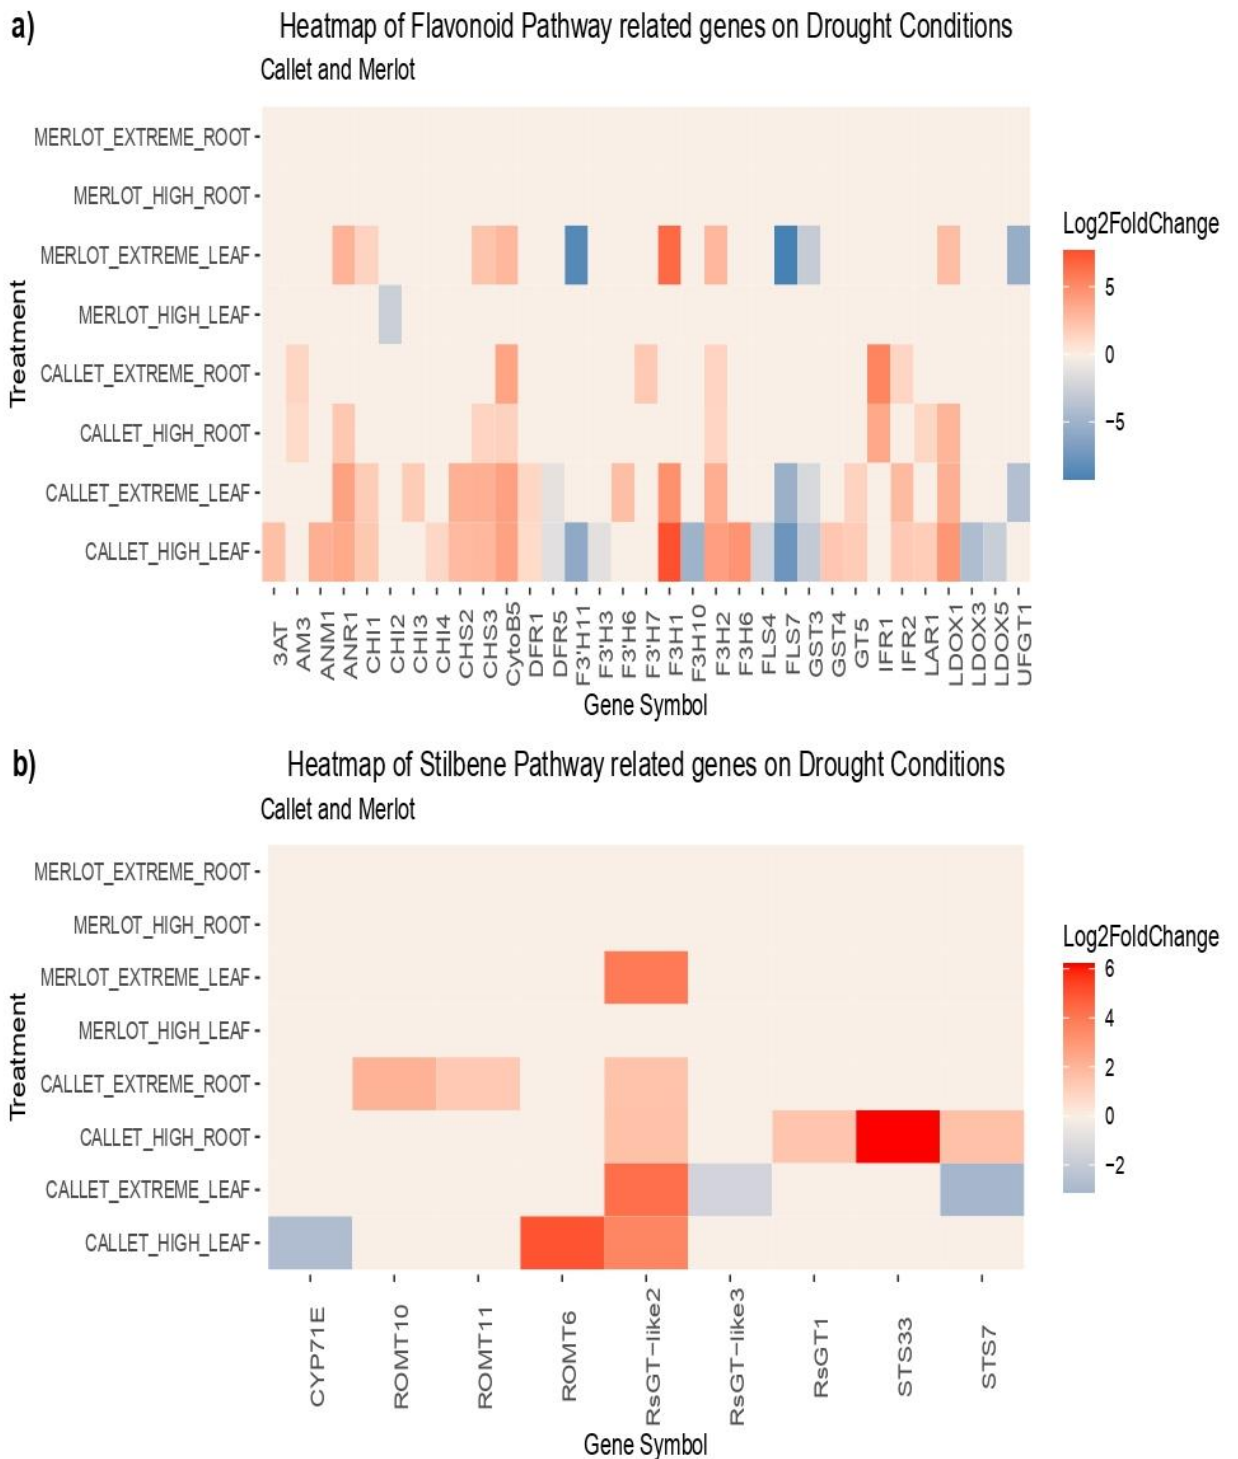 a)
Heatmap of Flavonoid Pathway related genes on Drought Conditions
Callet and Merlot
Treatment
MERLOT_EXTREME_ROOT
MERLOT_HIGH_ROOT
MERLOT_EXTREME_LEAF
MERLOT_HIGH_LEAF
CALLET_EXTREME_ROOT
CALLET_HIGH_ROOT
CALLET_EXTREME_LEAF
CALLET_HIGH_LEAF
3AT
AM3
ANM1
ANR1
CHI1
CHI2
CHI3
CHI4
CHS2
CHS3
CytoB5
DFR1
DFR5
F3'H11
F3'H3
F3'H6
F3'H7
F3H1
F3H10
F3H2
F3H6
FLS4
FLS7
GST3
GST4
GT5
IFR1
IFR2
LAR1
LDOX1
LDOX3
LDOX5
UFGT1
Gene Symbol
Log2FoldChange
5
0
−5
b)
Heatmap of Stilbene Pathway related genes on Drought Conditions
Callet and Merlot
Treatment
MERLOT_EXTREME_ROOT
MERLOT_HIGH_ROOT
MERLOT_EXTREME_LEAF
MERLOT_HIGH_LEAF
CALLET_EXTREME_ROOT
CALLET_HIGH_ROOT
CALLET_EXTREME_LEAF
CALLET_HIGH_LEAF
CYP71E
ROMT10
ROMT11
ROMT6
RsGT−like2
RsGT−like3
RsGT1
STS33
STS7
Gene Symbol
Log2FoldChange
6
4
2
0
−2